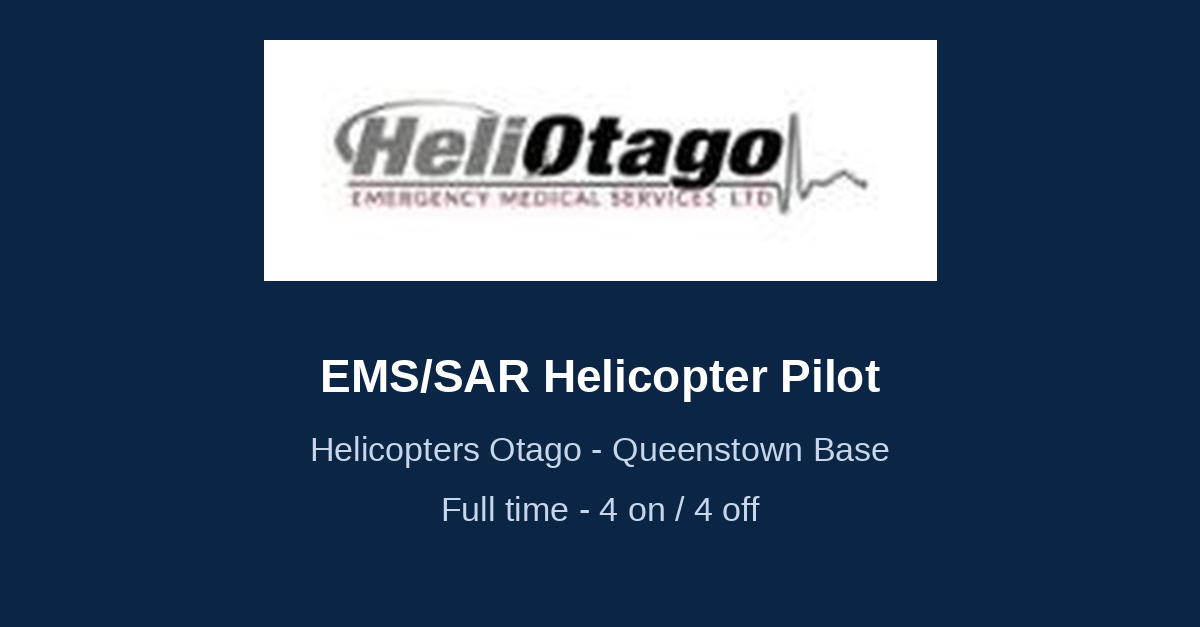 HeliOtago
EMERGENCY MEDICAL SERVICES LTD
EMS/SAR Helicopter Pilot
Helicopters Otago - Queenstown Base
Full time - 4 on / 4 off